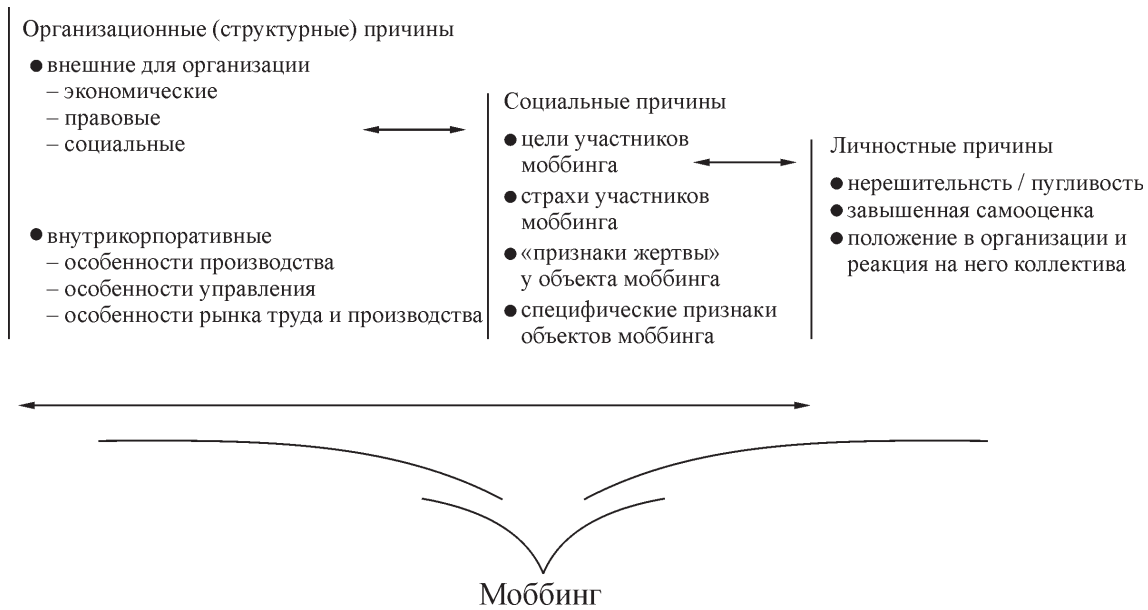 Организационные (структурные) причины
● внешние для организации
– экономические
– правовые
– социальные
● внутрикорпоративные
– особенности производства
– особенности управления
– особенности рынка труда и производства
Социальные причины
● цели участников
моббинга
● страхи участников
моббинга
● «признаки жертвы»
у объекта моббинга
● специфические признаки
объектов моббинга
Личностные причины
● нерешительнсть / пугливость
● завышенная самооценка
● положение в организации и
реакция на него коллектива
Моббинг